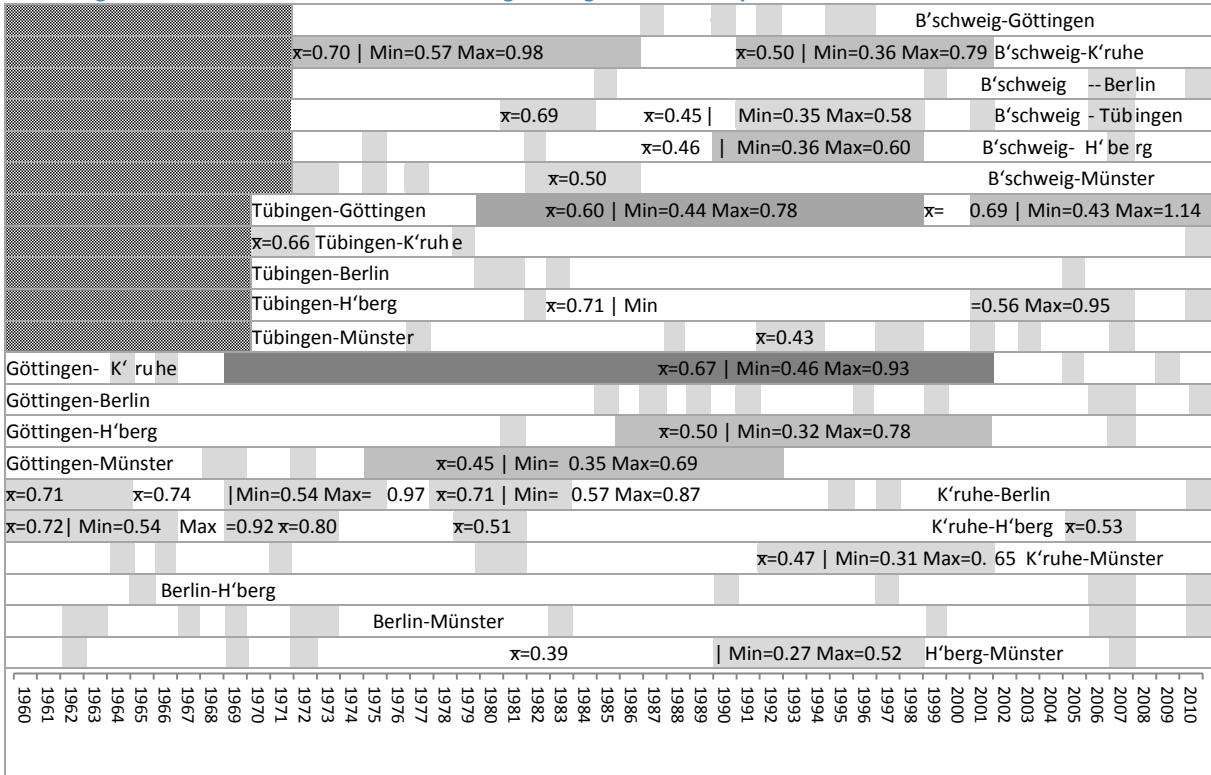 B'schweig-Göttingen
x̅=0.70 | Min=0.57 Max=0.98 x̅=0.50 | Min=0.36 Max=0.79 B'schweig-K'ruhe
B'schweig -- Berlin
x̅=0.69 x̅=0.45 | Min=0.35 Max=0.58 B'schweig - Tübingen
x̅=0.46 | Min=0.36 Max=0.60 B'schweig- H'berg
x̅=0.50 B'schweig-Münster
Tübingen-Göttingen x̅=0.60 | Min=0.44 Max=0.78 x̅= 0.69 | Min=0.43 Max=1.14
x̅=0.66 Tübingen-K'ruhe
Tübingen-Berlin
Tübingen-H'berg x̅=0.71 | Min =0.56 Max=0.95
Tübingen-Münster x̅=0.43
Göttingen- K'ruhe x̅=0.67 | Min=0.46 Max=0.93
Göttingen-Berlin
Göttingen-H'berg x̅=0.50 | Min=0.32 Max=0.78
Göttingen-Münster x̅=0.45 | Min= 0.35 Max=0.69
x̅=0.71 x̅=0.74 |Min=0.54 Max= 0.97 x̅=0.71 | Min= 0.57 Max=0.87 K'ruhe-Berlin
x̅=0.72| Min=0.54 Max =0.92 x̅=0.80 x̅=0.51 K'ruhe-H'berg x̅=0.53
x̅=0.47 | Min=0.31 Max=0. 65 K'ruhe-Münster
Berlin-H'berg
Berlin-Münster
x̅=0.39 | Min=0.27 Max=0.52 H'berg-Münster
1960 1961 1962 1963 1964 1965 1966 1967 1968 1969 1970 1971 1972 1973 1974 1975 1976 1977 1978 1979 1980 1981 1982 1983 1984 1985 1986 1987 1988 1989 1990 1991 1992 1993 1994 1995 1996 1997 1998 1999 2000 2001 2002 2003 2004 2005 2006 2007 2008 2009 2010